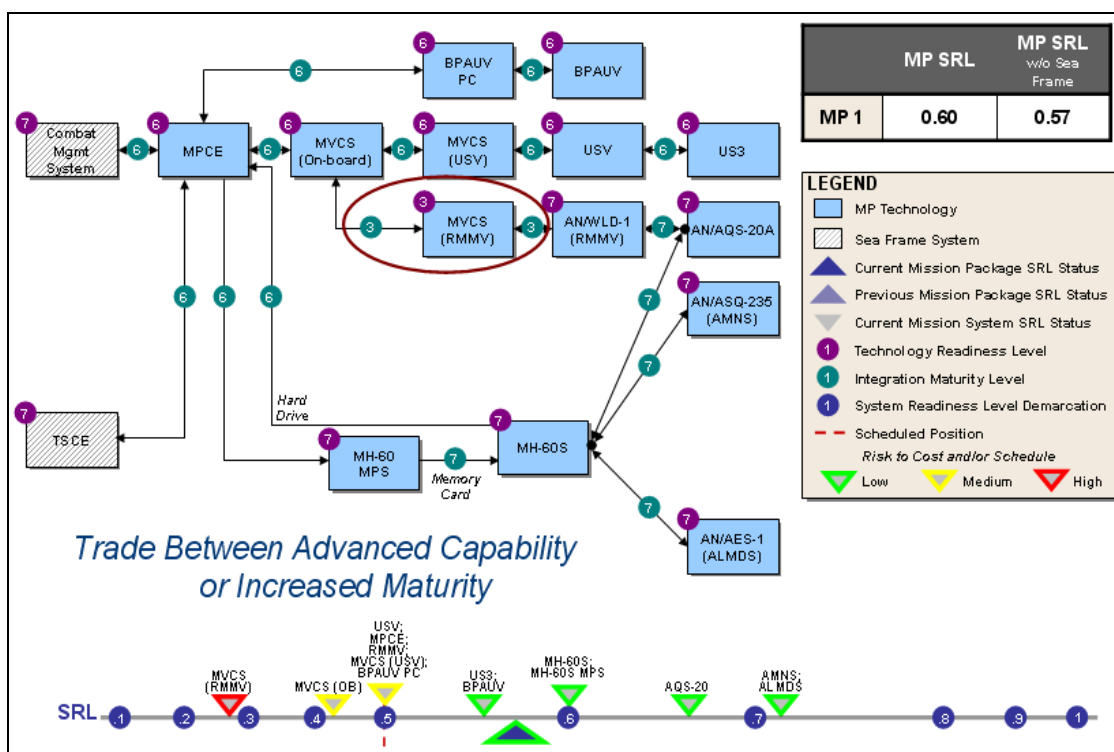 MP SRL
MP SRL
w/o Sea
Frame
MP 1
0.60
0.57
6
BPAUV
PC
6
6
BPAUV
6
7
Combat
Mgmt
System
6
6
MPCE
6
6
MVCS
(On-board)
6
6
MVCS
(USV)
6
6
USV
6
6
US3
3
3
MVCS
(RMMV)
3
7
AN/WLD-1
(RMMV)
7
7
AN/AQS-20A
6
6
6
7
7
AN/ASQ-235
(AMNS)
7
7
TSCE
Hard
Drive
7
MH-60
MPS
7
Memory
Card
7
MH-60S
7
7
AN/AES-1
(ALMDS)
LEGEND
MP Technology
Sea Frame System
Current Mission Package SRL Status
Previous Mission Package SRL Status
Current Mission System SRL Status
1 Technology Readiness Level
1 Integration Maturity Level
1 System Readiness Level Demarcation
Scheduled Position
Risk to Cost and/or Schedule
Low Medium High
Trade Between Advanced Capability
or Increased Maturity
MVCS
(RMMV)
MVCS (OB)
USV;
MPCE;
RMMV;
MVCS (USV);
BPAUV PC
US3;
BPAUV
MH-60S;
MH-60S MPS
AQS-20
AMNS;
ALMDS
SRL .1 .2 .3 .4 .5 .6 .7 .8 .9 1